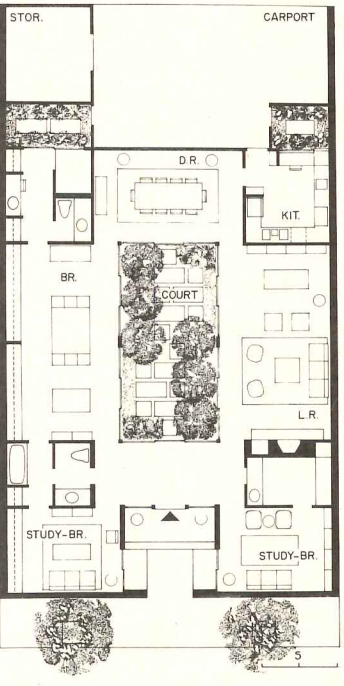 STOR.
CARPORT
D.R.
KIT.
BR.
COURT
L.R.
STUDY-BR.
STUDY-BR.
5